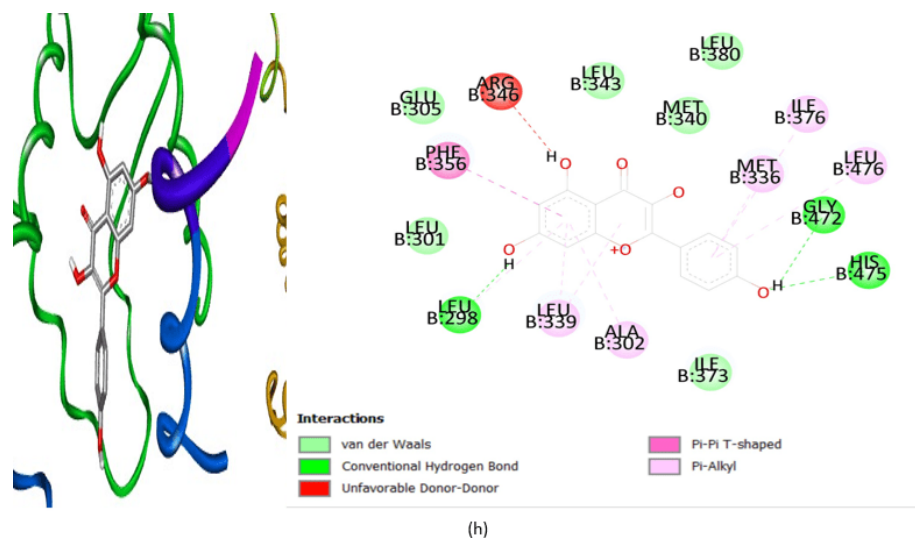 LEU
B:380
LEU
B:343
ARG
B:346
GLU
B:305
MET
B:340
ILE
B:376
PHE
B:356
MET
B:336
LEU
B:476
H
O
O
O
GLY
B:472
LEU
B:301
O
H
+O
HIS
B:475
H
O
LEU
B:298
LEU
B:339
ALA
B:302
ILE
B:373
Interactions
van der Waals
Conventional Hydrogen Bond
Unfavorable Donor-Donor
Pi-Pi T-shaped
Pi-Alkyl
(h)